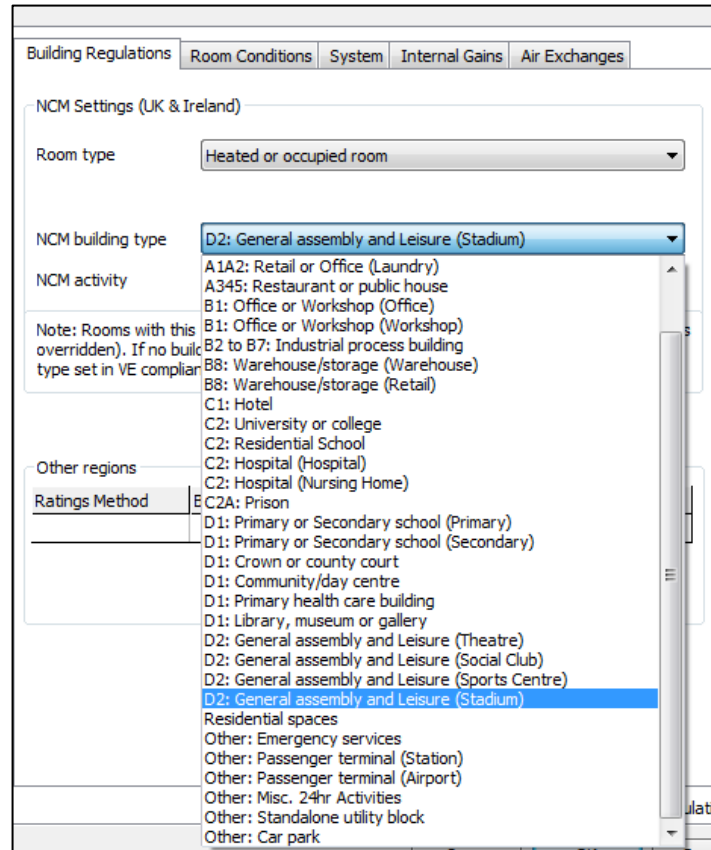 Building Regulations Room Conditions System Internal Gains Air Exchanges
NCM Settings (UK & Ireland)
Room type Heated or occupied room
NCM building type D2: General assembly and Leisure (Stadium)
NCM activity
A1A2: Retail or Office (Laundry)
A345: Restaurant or public house
B1: Office or Workshop (Office)
B1: Office or Workshop (Workshop)
B2 to B7: Industrial process building
B8: Warehouse/storage (Warehouse)
B8: Warehouse/storage (Retail)
C1: Hotel
C2: University or college
C2: Residential School
C2: Hospital (Hospital)
C2: Hospital (Nursing Home)
C2A: Prison
D1: Primary or Secondary school (Primary)
D1: Primary or Secondary school (Secondary)
D1: Crown or county court
D1: Community/day centre
D1: Primary health care building
D1: Library, museum or gallery
D2: General assembly and Leisure (Theatre)
D2: General assembly and Leisure (Social Club)
D2: General assembly and Leisure (Sports Centre)
D2: General assembly and Leisure (Stadium)
Residential spaces
Other: Emergency services
Other: Passenger terminal (Station)
Other: Passenger terminal (Airport)
Other: Misc. 24hr Activities
Other: Standalone utility block
Other: Car park
Note: Rooms with this
overridden). If no buil
type set in VE complian
Other regions
Ratings Method